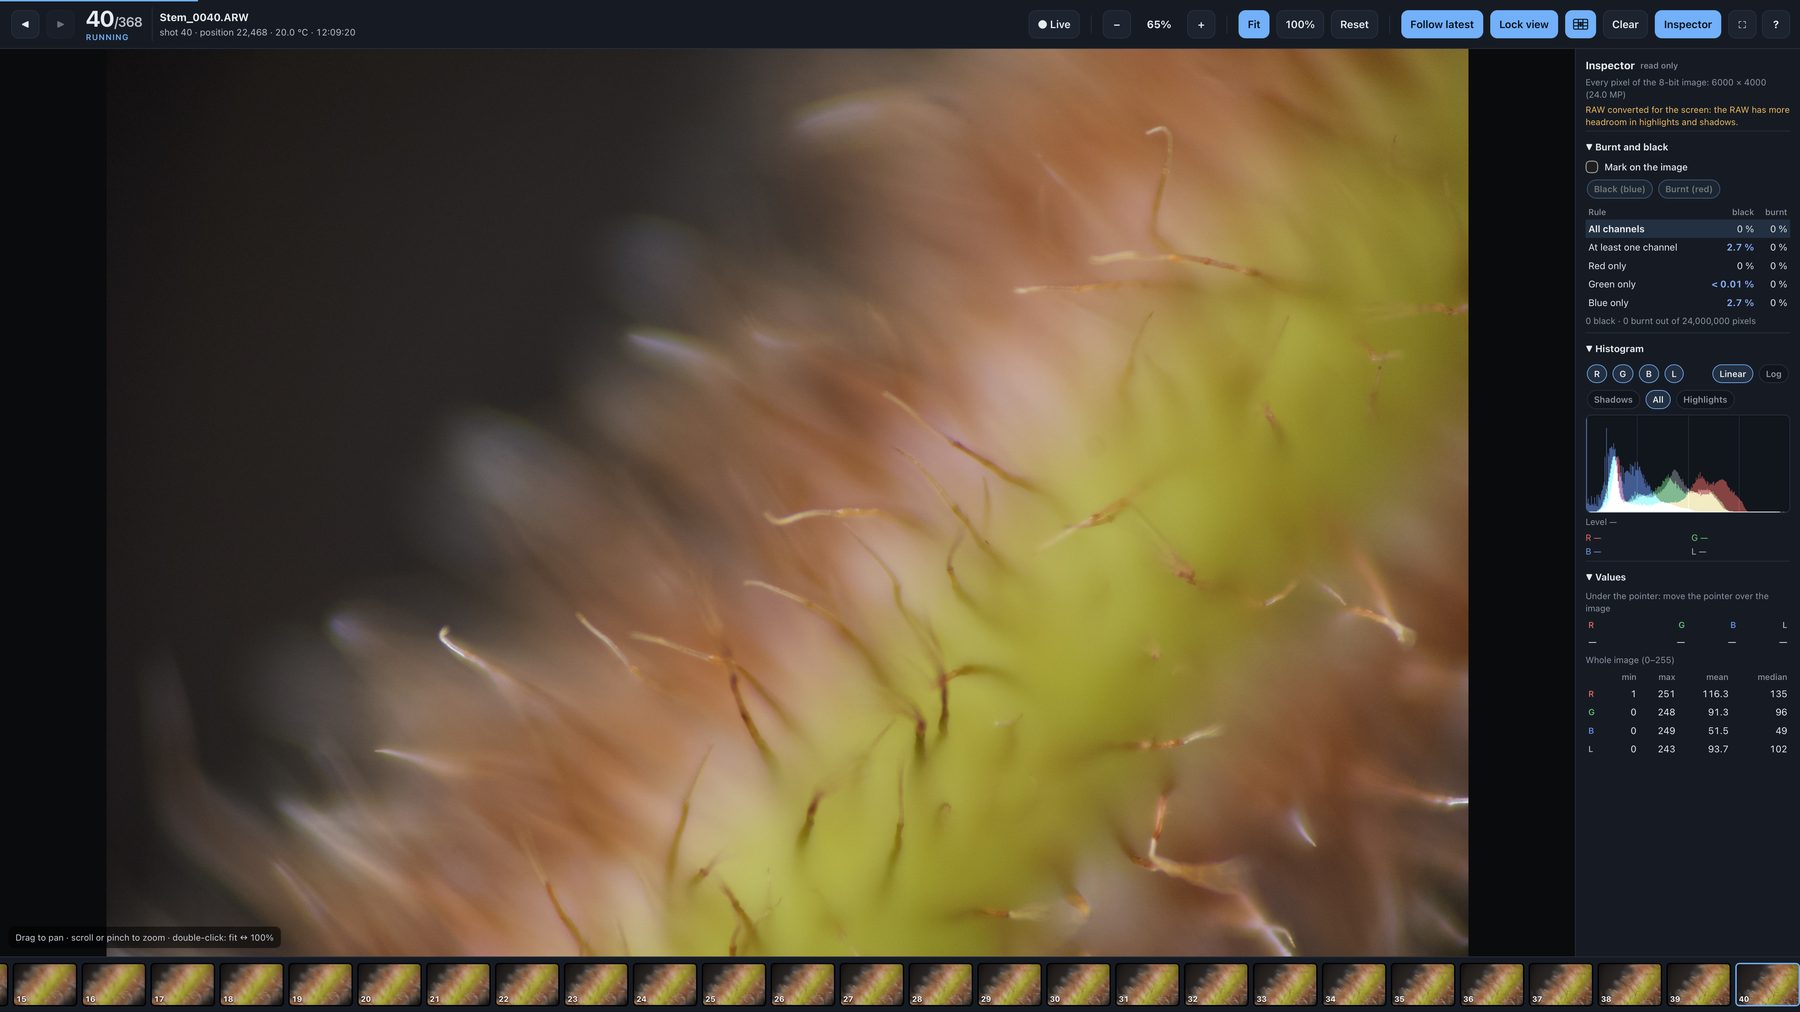 ◀ ▶ 40/368 Stem_0040.ARW
RUNNING shot 40 · position 22,468 · 20.0 °C · 12:09:20
Live − 65% + Fit 100% Reset Follow latest Lock view Clear Inspector ?
Inspector read only
Every pixel of the 8-bit image: 6000 × 4000
(24.0 MP)
RAW converted for the screen: the RAW has more
headroom in highlights and shadows.
▼ Burnt and black
Mark on the image
Black (blue) Burnt (red)
Rule black burnt
All channels 0 % 0 %
At least one channel 2.7 % 0 %
Red only 0 % 0 %
Green only < 0.01 % 0 %
Blue only 2.7 % 0 %
0 black · 0 burnt out of 24,000,000 pixels
▼ Histogram
R G B L Linear Log
Shadows All Highlights
Level —
R — G —
B — L —
▼ Values
Under the pointer: move the pointer over the
image
R G B L
— — — —
Whole image (0–255)
min max mean median
R 1 251 116.3 135
G 0 248 91.3 96
B 0 249 51.5 49
L 0 243 93.7 102
Drag to pan · scroll or pinch to zoom · double-click: fit ↔ 100%
15 16 17 18 19 20 21 22 23 24 25 26 27 28 29 30 31 32 33 34 35 36 37 38 39 40